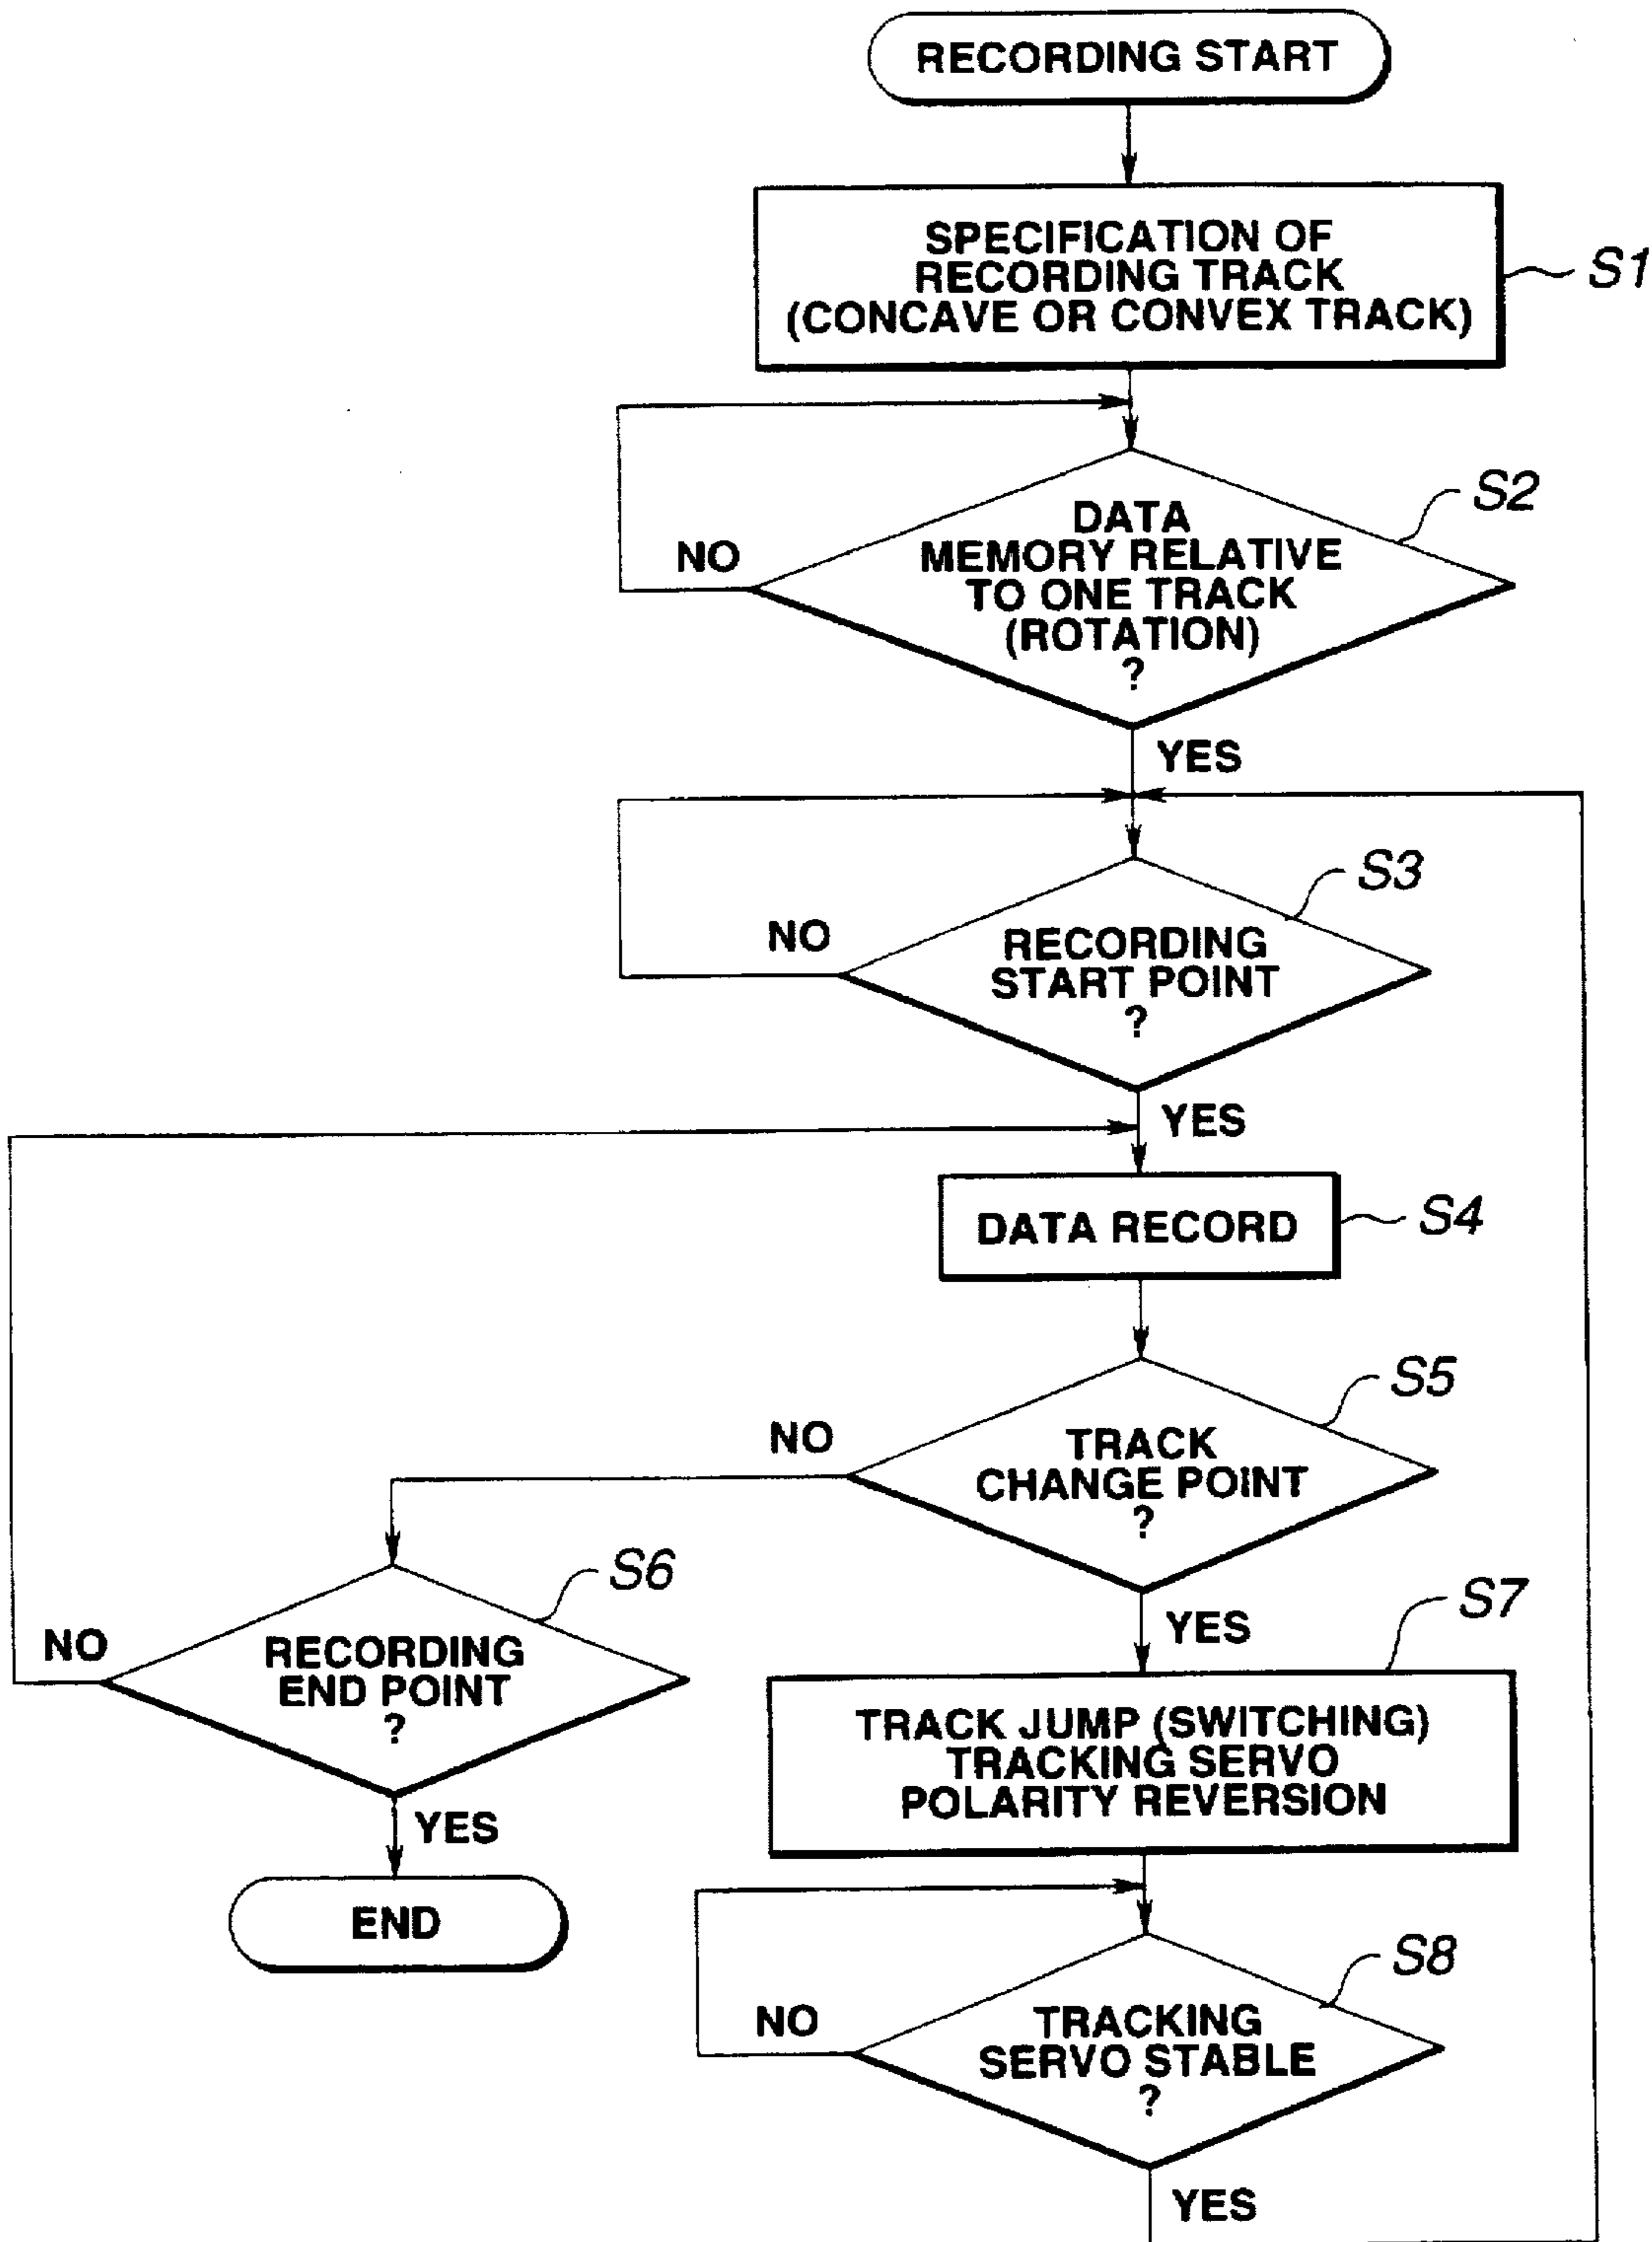 RECORDING START
SPECIFICATION OF
RECORDING TRACK
(CONCAVE OR CONVEX TRACK)
S1
S2
DATA
MEMORY RELATIVE
TO ONE TRACK
(ROTATION)
?
NO
YES
S3
NO
RECORDING
START POINT
?
YES
DATA RECORD
S4
S5
NO
TRACK
CHANGE POINT
?
S6
NO
RECORDING
END POINT
?
YES
END
YES
S7
TRACK JUMP (SWITCHING)
TRACKING SERVO
POLARITY REVERSION
S8
NO
TRACKING
SERVO STABLE
?
YES